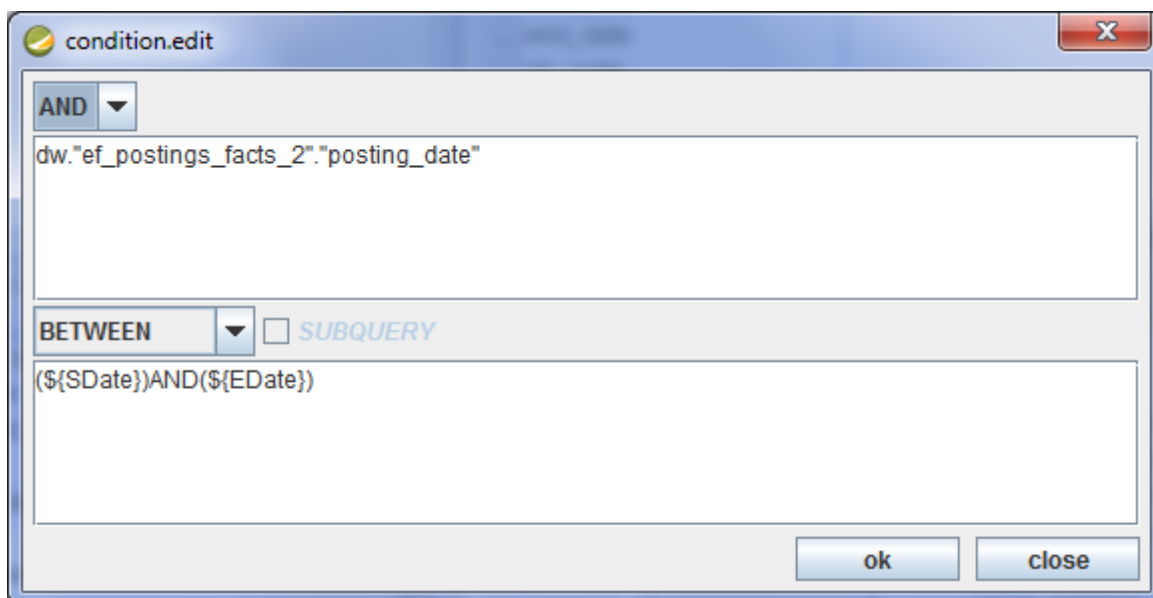 condition.edit
AND
dw."ef_postings_facts_2"."posting_date"
BETWEEN SUBQUERY
(${SDate})AND(${EDate})
ok close